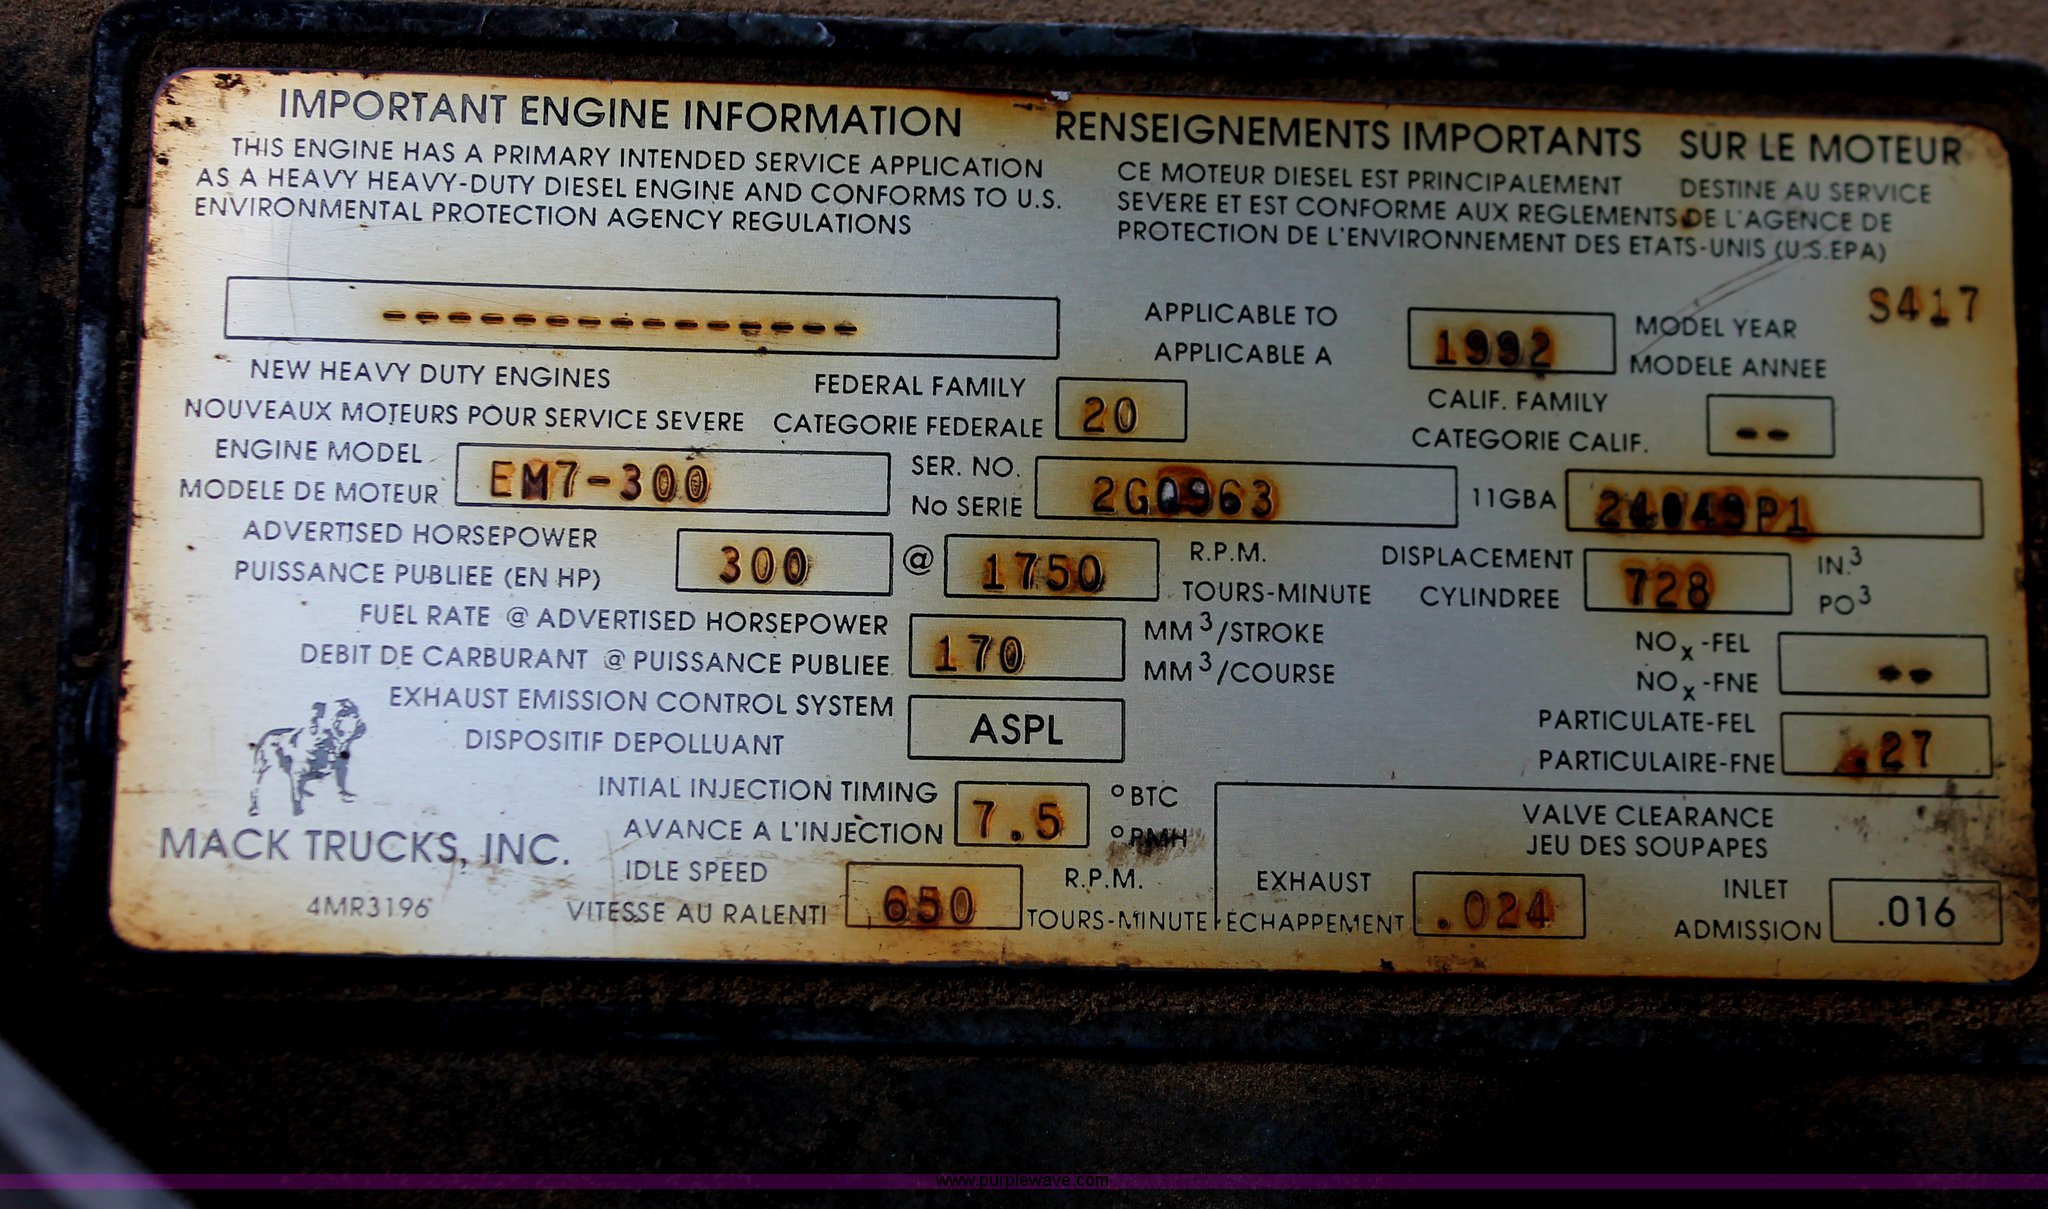 IMPORTANT ENGINE INFORMATION
THIS ENGINE HAS A PRIMARY INTENDED SERVICE APPLICATION
AS A HEAVY HEAVY-DUTY DIESEL ENGINE AND CONFORMS TO U.S.
ENVIRONMENTAL PROTECTION AGENCY REGULATIONS
RENSEIGNEMENTS IMPORTANTS SUR LE MOTEUR
CE MOTEUR DIESEL EST PRINCIPALEMENT DESTINE AU SERVICE
SEVERE ET EST CONFORME AUX REGLEMENTS DE L'AGENCE DE
PROTECTION DE L'ENVIRONNEMENT DES ETATS-UNIS (U.S.EPA)
---------------
NEW HEAVY DUTY ENGINES
NOUVEAUX MOTEURS POUR SERVICE SEVERE
APPLICABLE TO
APPLICABLE A
1992
MODEL YEAR
MODELE ANNEE
S417
FEDERAL FAMILY
CATEGORIE FEDERALE
20
CALIF. FAMILY
CATEGORIE CALIF.
--
ENGINE MODEL
MODELE DE MOTEUR
EM7-300
SER. NO.
No SERIE
2G0963
11GBA
24049P1
ADVERTISED HORSEPOWER
PUISSANCE PUBLIEE (EN HP)
300
@
1750
R.P.M.
TOURS-MINUTE
DISPLACEMENT
CYLINDREE
728
IN.³
PO³
FUEL RATE @ ADVERTISED HORSEPOWER
DEBIT DE CARBURANT @ PUISSANCE PUBLIEE
170
MM³/STROKE
MM³/COURSE
NOx-FEL
NOx-FNE
--
EXHAUST EMISSION CONTROL SYSTEM
DISPOSITIF DEPOLLUANT
ASPL
PARTICULATE-FEL
PARTICULAIRE-FNE
.27
INTIAL INJECTION TIMING
AVANCE A L'INJECTION
7.5
°BTC
°PMH
VALVE CLEARANCE
JEU DES SOUPAPES
MACK TRUCKS, INC.
4MR3196
IDLE SPEED
VITESSE AU RALENTI
650
R.P.M.
TOURS-MINUTE
EXHAUST
ECHAPPEMENT
.024
INLET
ADMISSION
.016
www.purplewave.com